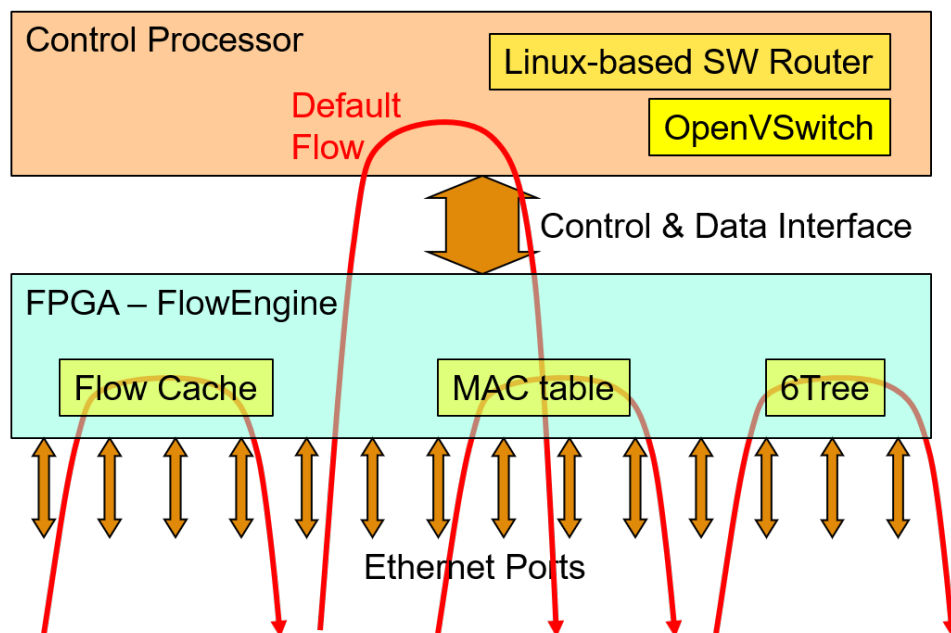 Control Processor
Linux-based SW Router
Default
Flow
OpenVSwitch
Control & Data Interface
FPGA – FlowEngine
Flow Cache
MAC table
6Tree
Ethernet Ports